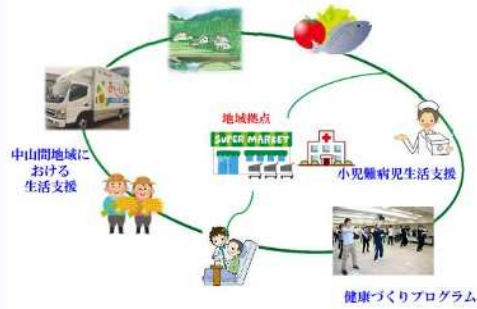 地域拠点
SUPER MARKET
中山間地域に
おける
生活支援
小児難病児生活支援
健康づくりプログラム